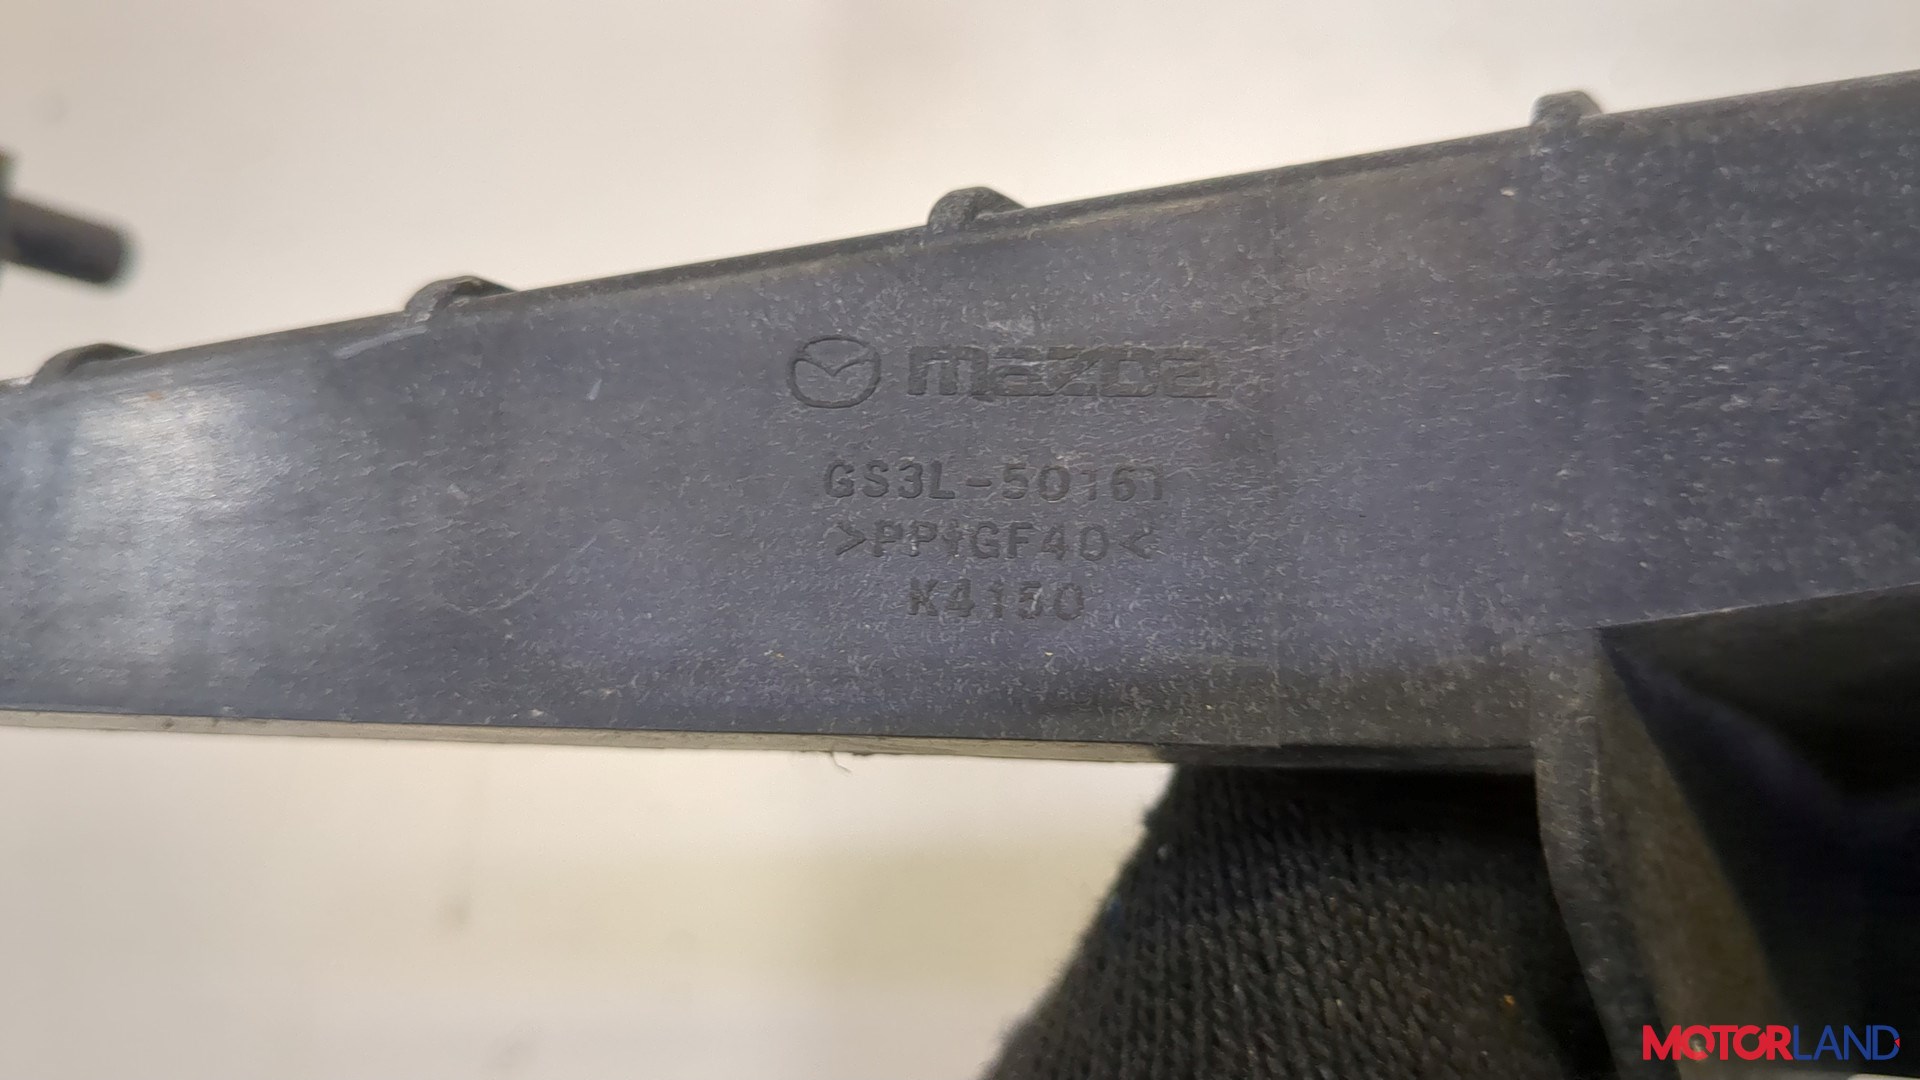 mazda
GS3L-50161
>PP-GF40<
K4150
MOTORLAND